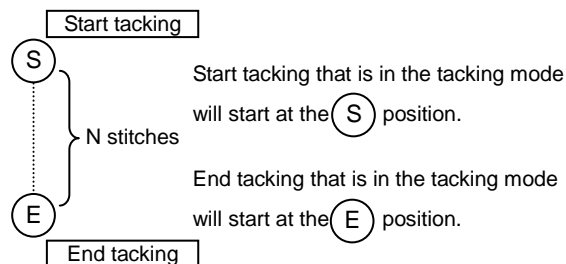 Start tacking
S
Start tacking that is in the tacking mode
will start at the S position.
N stitches
End tacking that is in the tacking mode
E
will start at the E position.
End tacking